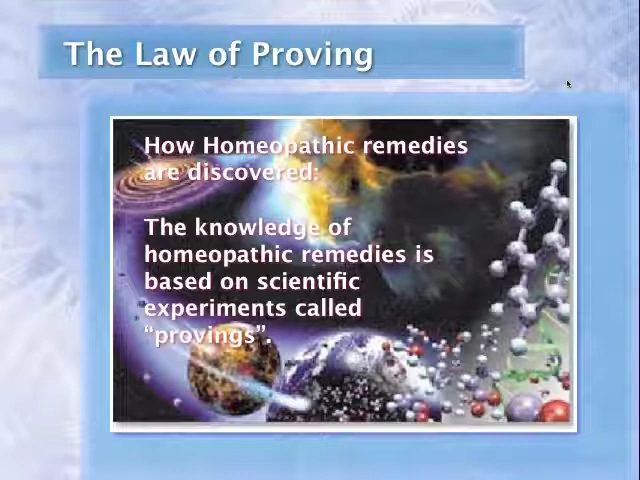 The Law of Proving
How Homeopathic remedies
are discovered:
The knowledge of
homeopathic remedies is
based on scientific
experiments called
“provings”.